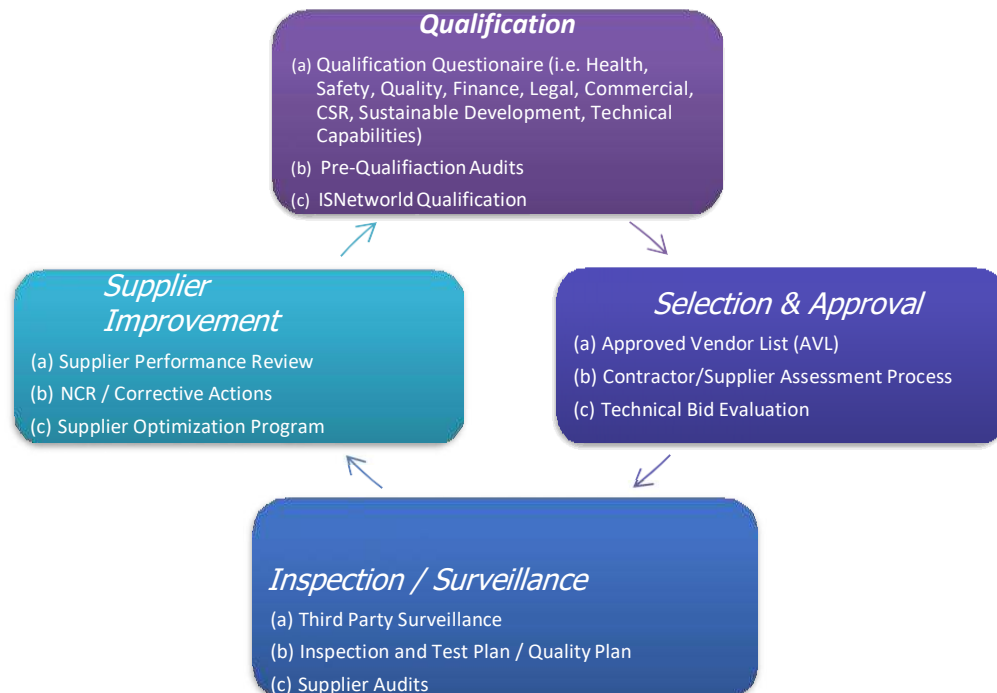 Qualification
(a) Qualification Questionaire (i.e. Health,
Safety, Quality, Finance, Legal, Commercial,
CSR, Sustainable Development, Technical
Capabilities)
(b) Pre-Qualifiaction Audits
(c) ISNetworld Qualification
Supplier
Improvement
(a) Supplier Performance Review
(b) NCR / Corrective Actions
(c) Supplier Optimization Program
Selection & Approval
(a) Approved Vendor List (AVL)
(b) Contractor/Supplier Assessment Process
(c) Technical Bid Evaluation
Inspection / Surveillance
(a) Third Party Surveillance
(b) Inspection and Test Plan / Quality Plan
(c) Supplier Audits